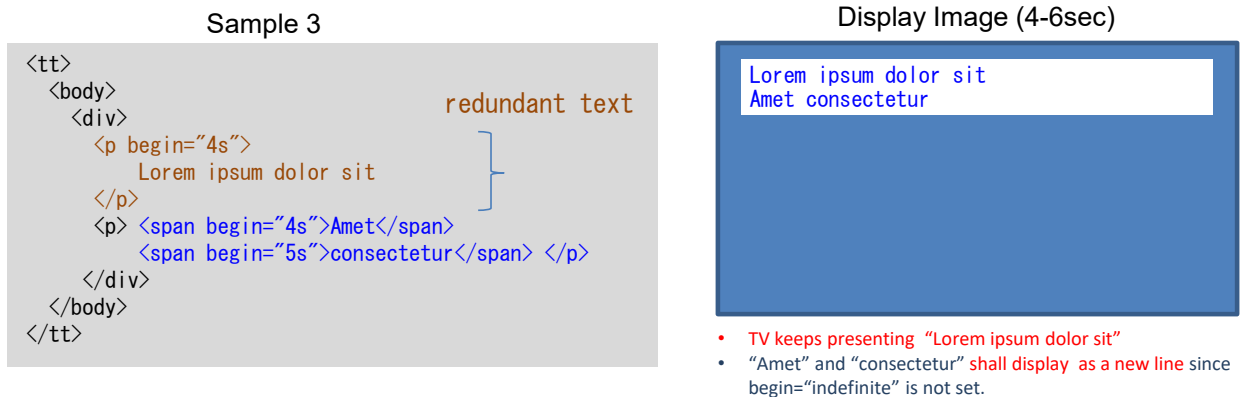 Sample 3
<tt>
<body>
<div>
redundant text
<p begin="4s">
Lorem ipsum dolor sit
</p>
<p> <span begin="4s">Amet</span>
<span begin="5s">consectetur</span> </p>
</div>
</body>
</tt>
Display Image (4-6sec)
Lorem ipsum dolor sit
Amet consectetur
• TV keeps presenting “Lorem ipsum dolor sit”
• “Amet” and “consectetur” shall display as a new line since
begin=“indefinite” is not set.